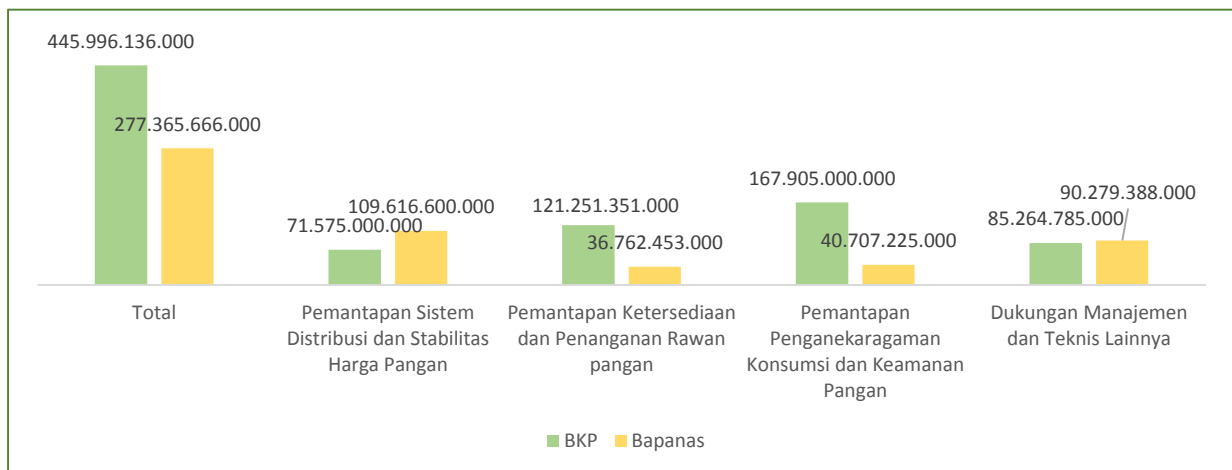 445.996.136.000
277.365.666.000
71.575.000.000
109.616.600.000
121.251.351.000
36.762.453.000
167.905.000.000
40.707.225.000
85.264.785.000
90.279.388.000
Total
Pemantapan Sistem
Distribusi dan Stabilitas
Harga Pangan
Pemantapan Ketersediaan
dan Penanganan Rawan
pangan
Pemantapan
Penganekaragaman
Konsumsi dan Keamanan
Pangan
Dukungan Manajemen
dan Teknis Lainnya
BKP
Bapanas